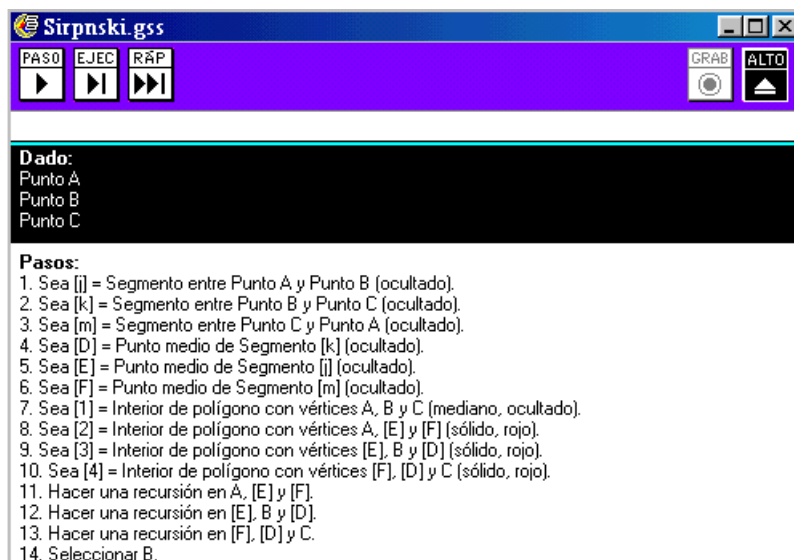 Sirpnski.gss
PASO EJEC RÁP GRAB ALTO
Dado:
Punto A
Punto B
Punto C
Pasos:
1. Sea [j] = Segmento entre Punto A y Punto B (ocultado).
2. Sea [k] = Segmento entre Punto B y Punto C (ocultado).
3. Sea [m] = Segmento entre Punto C y Punto A (ocultado).
4. Sea [D] = Punto medio de Segmento [k] (ocultado).
5. Sea [E] = Punto medio de Segmento [j] (ocultado).
6. Sea [F] = Punto medio de Segmento [m] (ocultado).
7. Sea [1] = Interior de polígono con vértices A, B y C (mediano, ocultado).
8. Sea [2] = Interior de polígono con vértices A, [E] y [F] (sólido, rojo).
9. Sea [3] = Interior de polígono con vértices [E], B y [D] (sólido, rojo).
10. Sea [4] = Interior de polígono con vértices [F], [D] y C (sólido, rojo).
11. Hacer una recursión en A, [E] y [F].
12. Hacer una recursión en [E], B y [D].
13. Hacer una recursión en [F], [D] y C.
14. Seleccionar B.